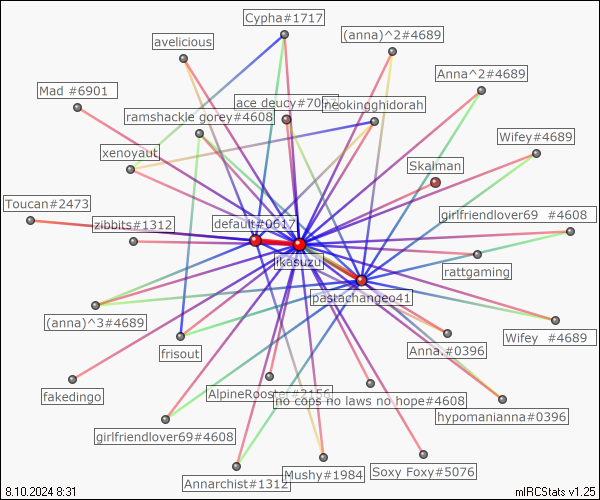 Cypha#1717
(anna)^2#4689
avelicious
Anna^2#4689
Mad #6901
ace deucy#7
neokingghidorah
ramshackle gorey#4608
Wifey#4689
xenoyaut
Skalman
Toucan#2473
girlfriendlover69 #4608
zibbits#1312
default#0617
ikasuzu
rattgaming
pastachangeo41
(anna)^3#4689
Wifey #4689
frisout
Anna.#0396
fakedingo
AlpineRooster#2156
no cops no laws no hope#4608
hypomanianna#0396
girlfriendlover69#4608
Annarchist#1312
Mushy#1984
Soxy Foxy#5076
8.10.2024 8:31
mIRCStats v1.25